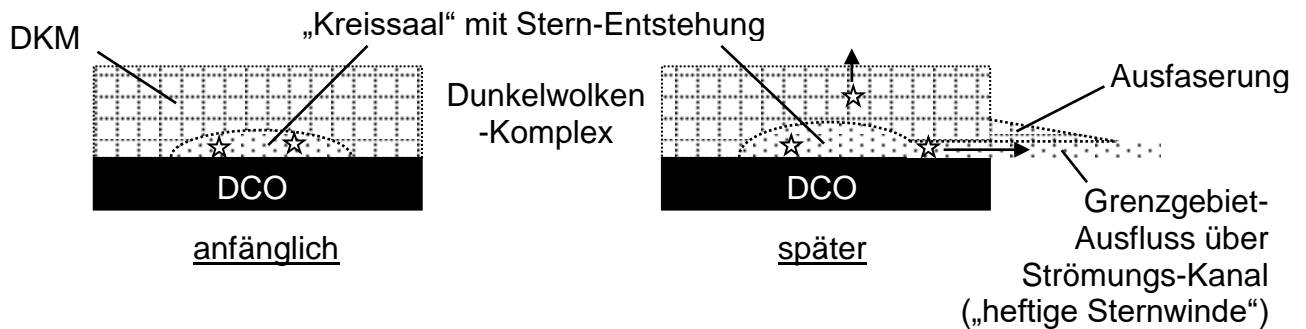 „Kreissaal“ mit Stern-Entstehung
DKM
Dunkelwolken
-Komplex
Ausfaserung
DCO
DCO
Grenzgebiet-
Ausfluss über
Strömungs-Kanal
(„heftige Sternwinde“)
anfänglich
später